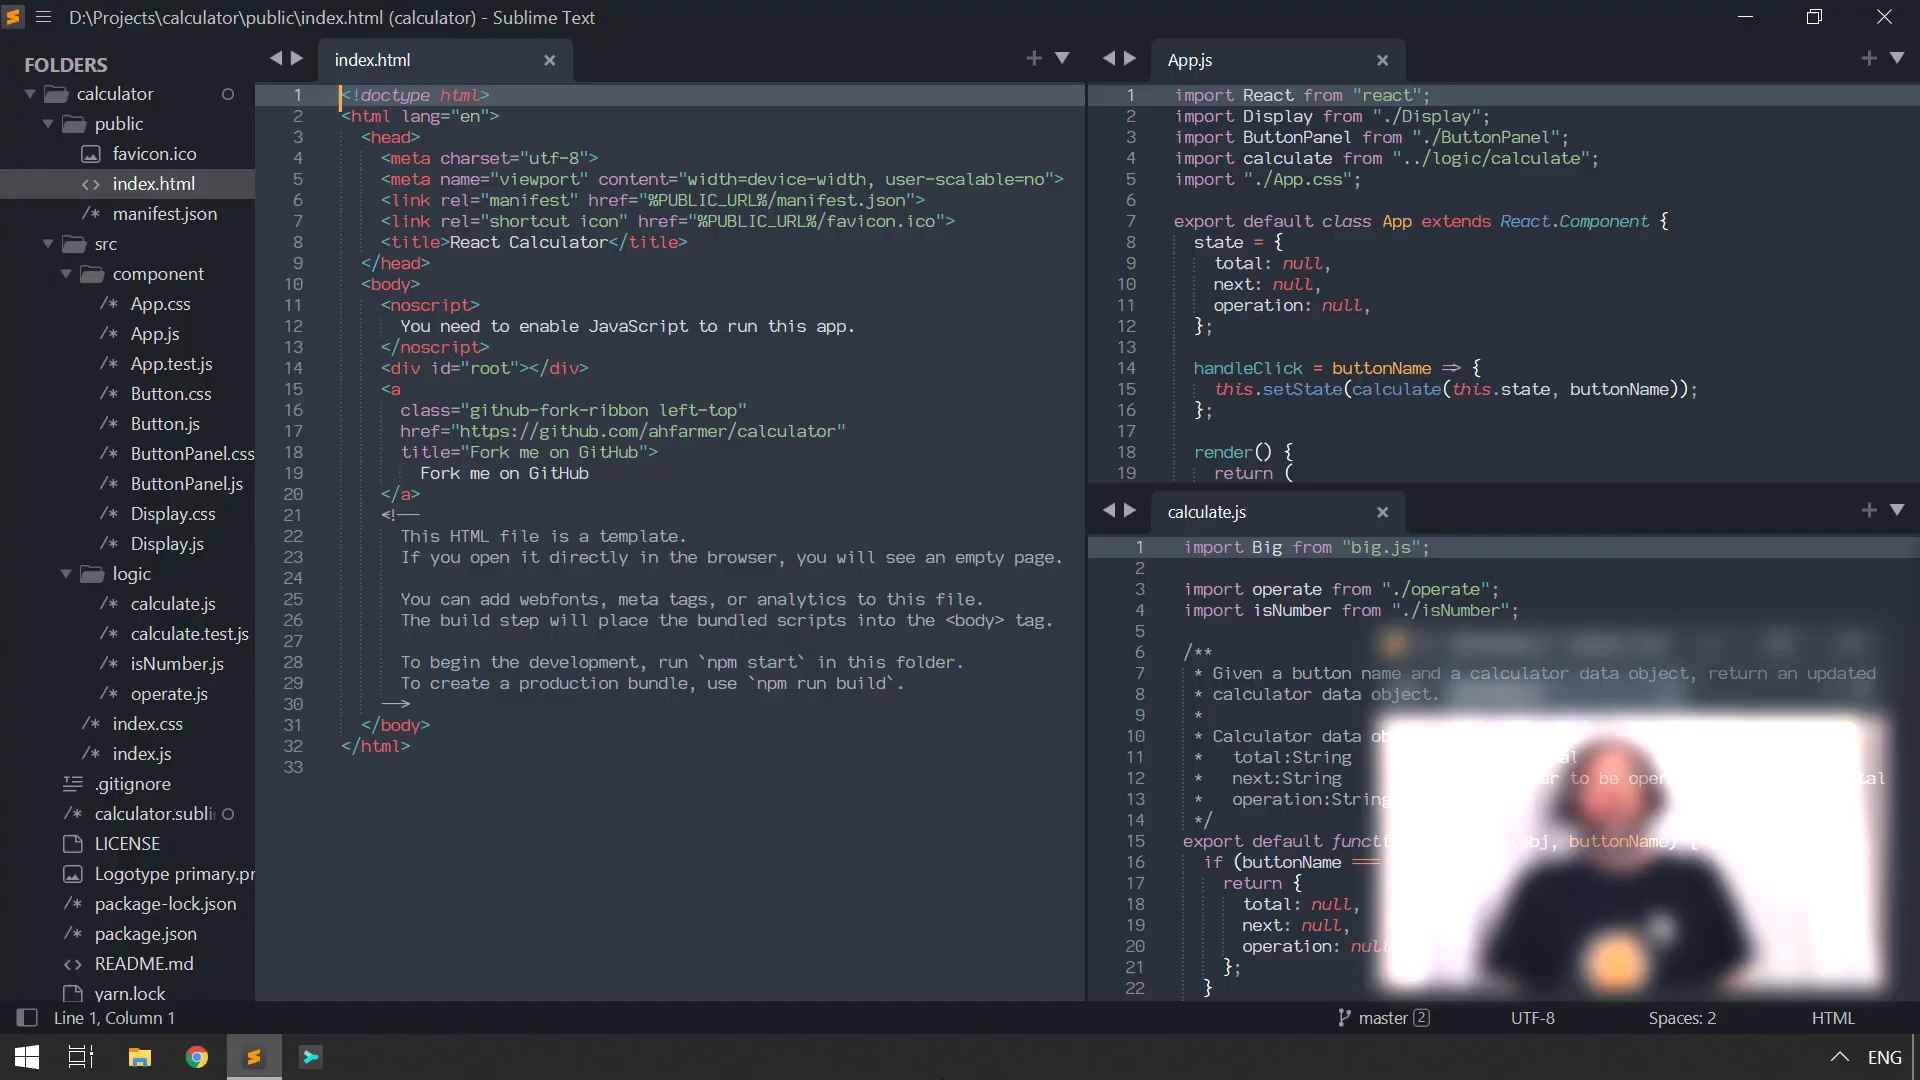 D:\Projects\calculator\public\index.html (calculator) - Sublime Text
FOLDERS
calculator
public
favicon.ico
index.html
manifest.json
src
component
App.css
App.js
App.test.js
Button.css
Button.js
ButtonPanel.css
ButtonPanel.js
Display.css
Display.js
logic
calculate.js
calculate.test.js
isNumber.js
operate.js
index.css
index.js
.gitignore
calculator.subli
LICENSE
Logotype primary.pr
package-lock.json
package.json
README.md
yarn.lock
index.html
1 <!doctype html>
2 <html lang="en">
3 <head>
4 <meta charset="utf-8">
5 <meta name="viewport" content="width=device-width, user-scalable=no">
6 <link rel="manifest" href="%PUBLIC_URL%/manifest.json">
7 <link rel="shortcut icon" href="%PUBLIC_URL%/favicon.ico">
8 <title>React Calculator</title>
9 </head>
10 <body>
11 <noscript>
12 You need to enable JavaScript to run this app.
13 </noscript>
14 <div id="root"></div>
15 <a
16 class="github-fork-ribbon left-top"
17 href="https://github.com/ahfarmer/calculator"
18 title="Fork me on GitHub">
19 Fork me on GitHub
20 </a>
21 <!--
22 This HTML file is a template.
23 If you open it directly in the browser, you will see an empty page.
24
25 You can add webfonts, meta tags, or analytics to this file.
26 The build step will place the bundled scripts into the <body> tag.
27
28 To begin the development, run `npm start` in this folder.
29 To create a production bundle, use `npm run build`.
30 -->
31 </body>
32 </html>
33
App.js
1 import React from "react";
2 import Display from "./Display";
3 import ButtonPanel from "./ButtonPanel";
4 import calculate from "../logic/calculate";
5 import "./App.css";
6
7 export default class App extends React.Component {
8 state = {
9 total: null,
10 next: null,
11 operation: null,
12 };
13
14 handleClick = buttonName => {
15 this.setState(calculate(this.state, buttonName));
16 };
17
18 render() {
19 return (
calculate.js
1 import Big from "big.js";
2
3 import operate from "./operate";
4 import isNumber from "./isNumber";
5
6 /**
7 * Given a button name and a calculator data object, return an updated
8 * calculator data object.
9 *
10 * Calculator data ob
11 * total:String
12 * next:String er to be oper tal
13 * operation:String
14 */
15 export default functi obj, buttonName) {
16 if (buttonName ===
17 return {
18 total: null,
19 next: null,
20 operation: null
21 };
22 }
Line 1, Column 1
master 2
UTF-8
Spaces: 2
HTML
ENG